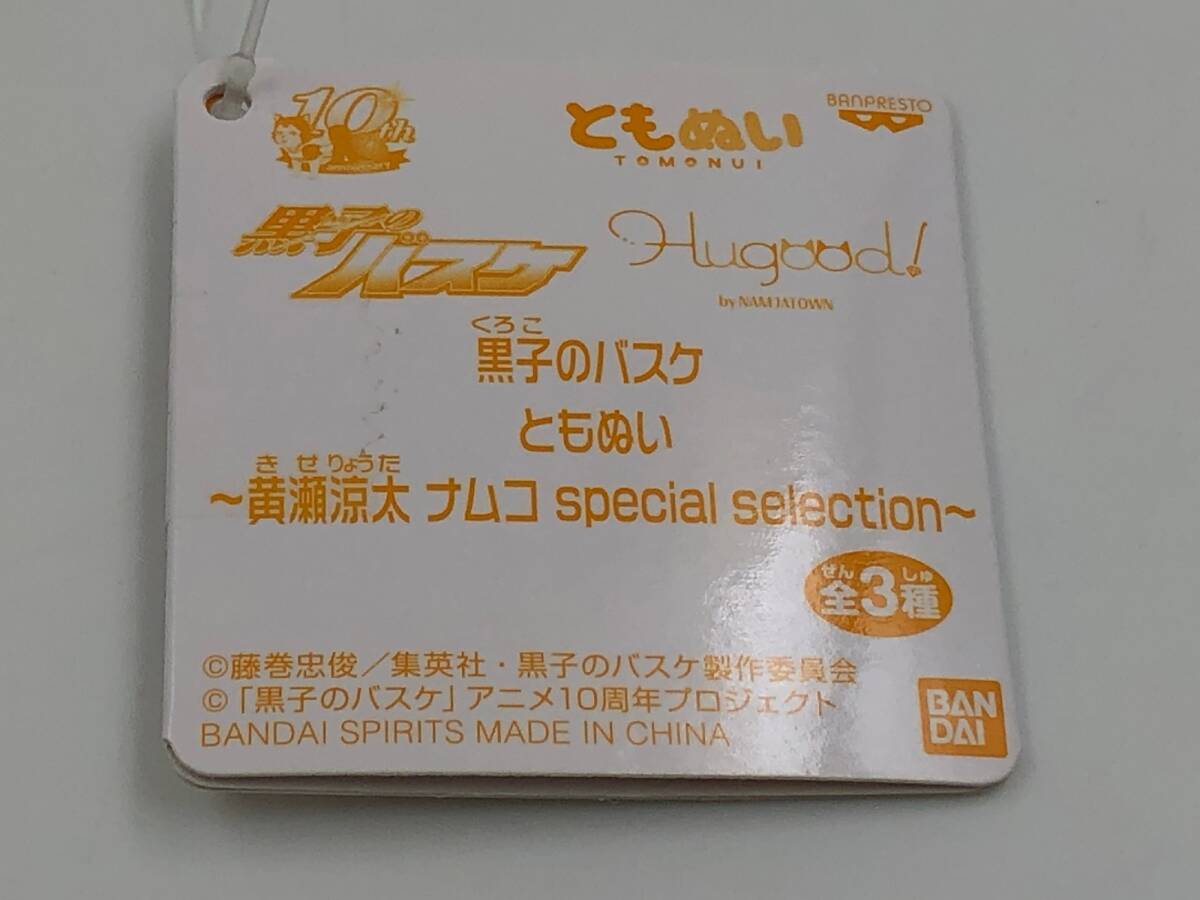 10th
anniversary
ともぬい
TOMONUI
BANPRESTO
黒子のバスケ
Hugood!
by NAMJATOWN
くろこ
黒子のバスケ
ともぬい
きせりょうた
~黄瀬涼太 ナムコ special selection~
ぜん しゅ
全3種
©藤巻忠俊/集英社・黒子のバスケ製作委員会
©「黒子のバスケ」アニメ10周年プロジェクト
BANDAI SPIRITS MADE IN CHINA
BAN
DAI